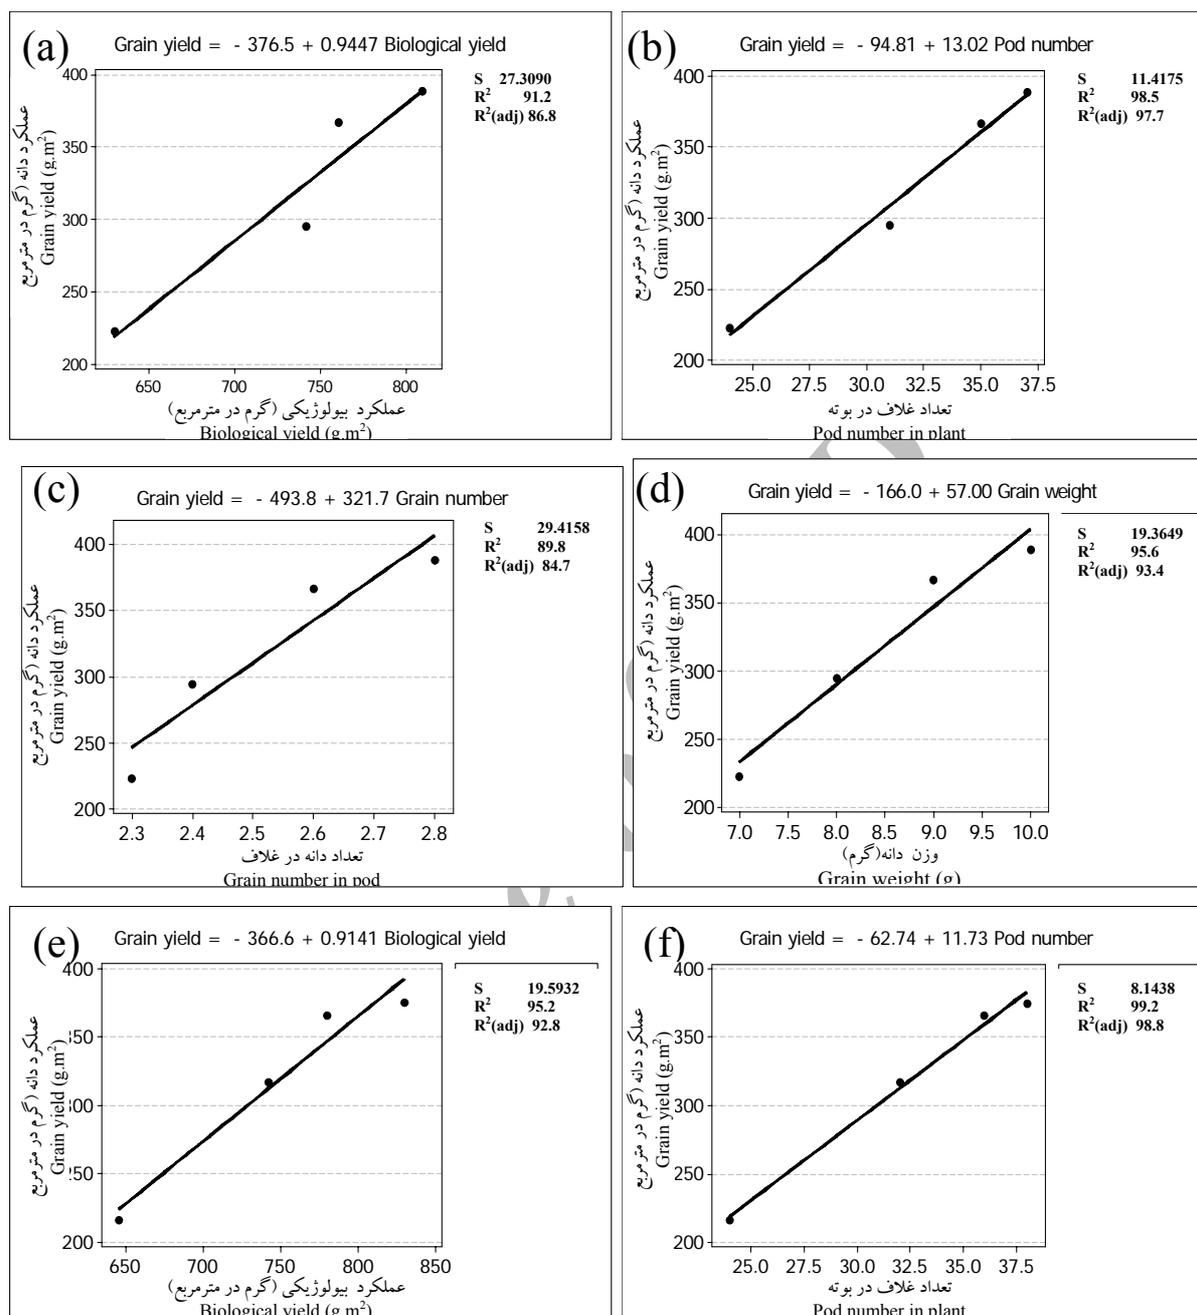 (a)
Grain yield = - 376.5 + 0.9447 Biological yield
S 27.3090
R² 91.2
R²(adj) 86.8
عملکرد دانه (گرم در مترمربع
Grain yield (g.m²)
400
350
300
250
200
650 700 750 800
عملکرد بیولوژیکی (گرم در مترمربع)
Biological yield (g.m²)
(b)
Grain yield = - 94.81 + 13.02 Pod number
S 11.4175
R² 98.5
R²(adj) 97.7
عملکرد دانه (گرم در مترمربع
Grain yield (g.m²)
400
350
300
250
200
25.0 27.5 30.0 32.5 35.0 37.5
تعداد غلاف در بوته
Pod number in plant
(c)
Grain yield = - 493.8 + 321.7 Grain number
S 29.4158
R² 89.8
R²(adj) 84.7
عملکرد دانه (گرم در مترمربع
Grain yield (g.m²)
400
350
300
250
200
2.3 2.4 2.5 2.6 2.7 2.8
تعداد دانه در غلاف
Grain number in pod
(d)
Grain yield = - 166.0 + 57.00 Grain weight
S 19.3649
R² 95.6
R²(adj) 93.4
عملکرد دانه (گرم در مترمربع
Grain yield (g.m²)
400
350
300
250
200
7.0 7.5 8.0 8.5 9.0 9.5 10.0
وزن دانه(گرم)
Grain weight (g)
(e)
Grain yield = - 366.6 + 0.9141 Biological yield
S 19.5932
R² 95.2
R²(adj) 92.8
عملکرد دانه (گرم در مترمربع
Grain yield (g.m²)
400
350
300
250
200
650 700 750 800 850
عملکرد بیولوژیکی (گرم در مترمربع)
Biological yield (g.m²)
(f)
Grain yield = - 62.74 + 11.73 Pod number
S 8.1438
R² 99.2
R²(adj) 98.8
عملکرد دانه (گرم در مترمربع
Grain yield (g.m²)
400
350
300
250
200
25.0 27.5 30.0 32.5 35.0 37.5
تعداد غلاف در بوته
Pod number in plant